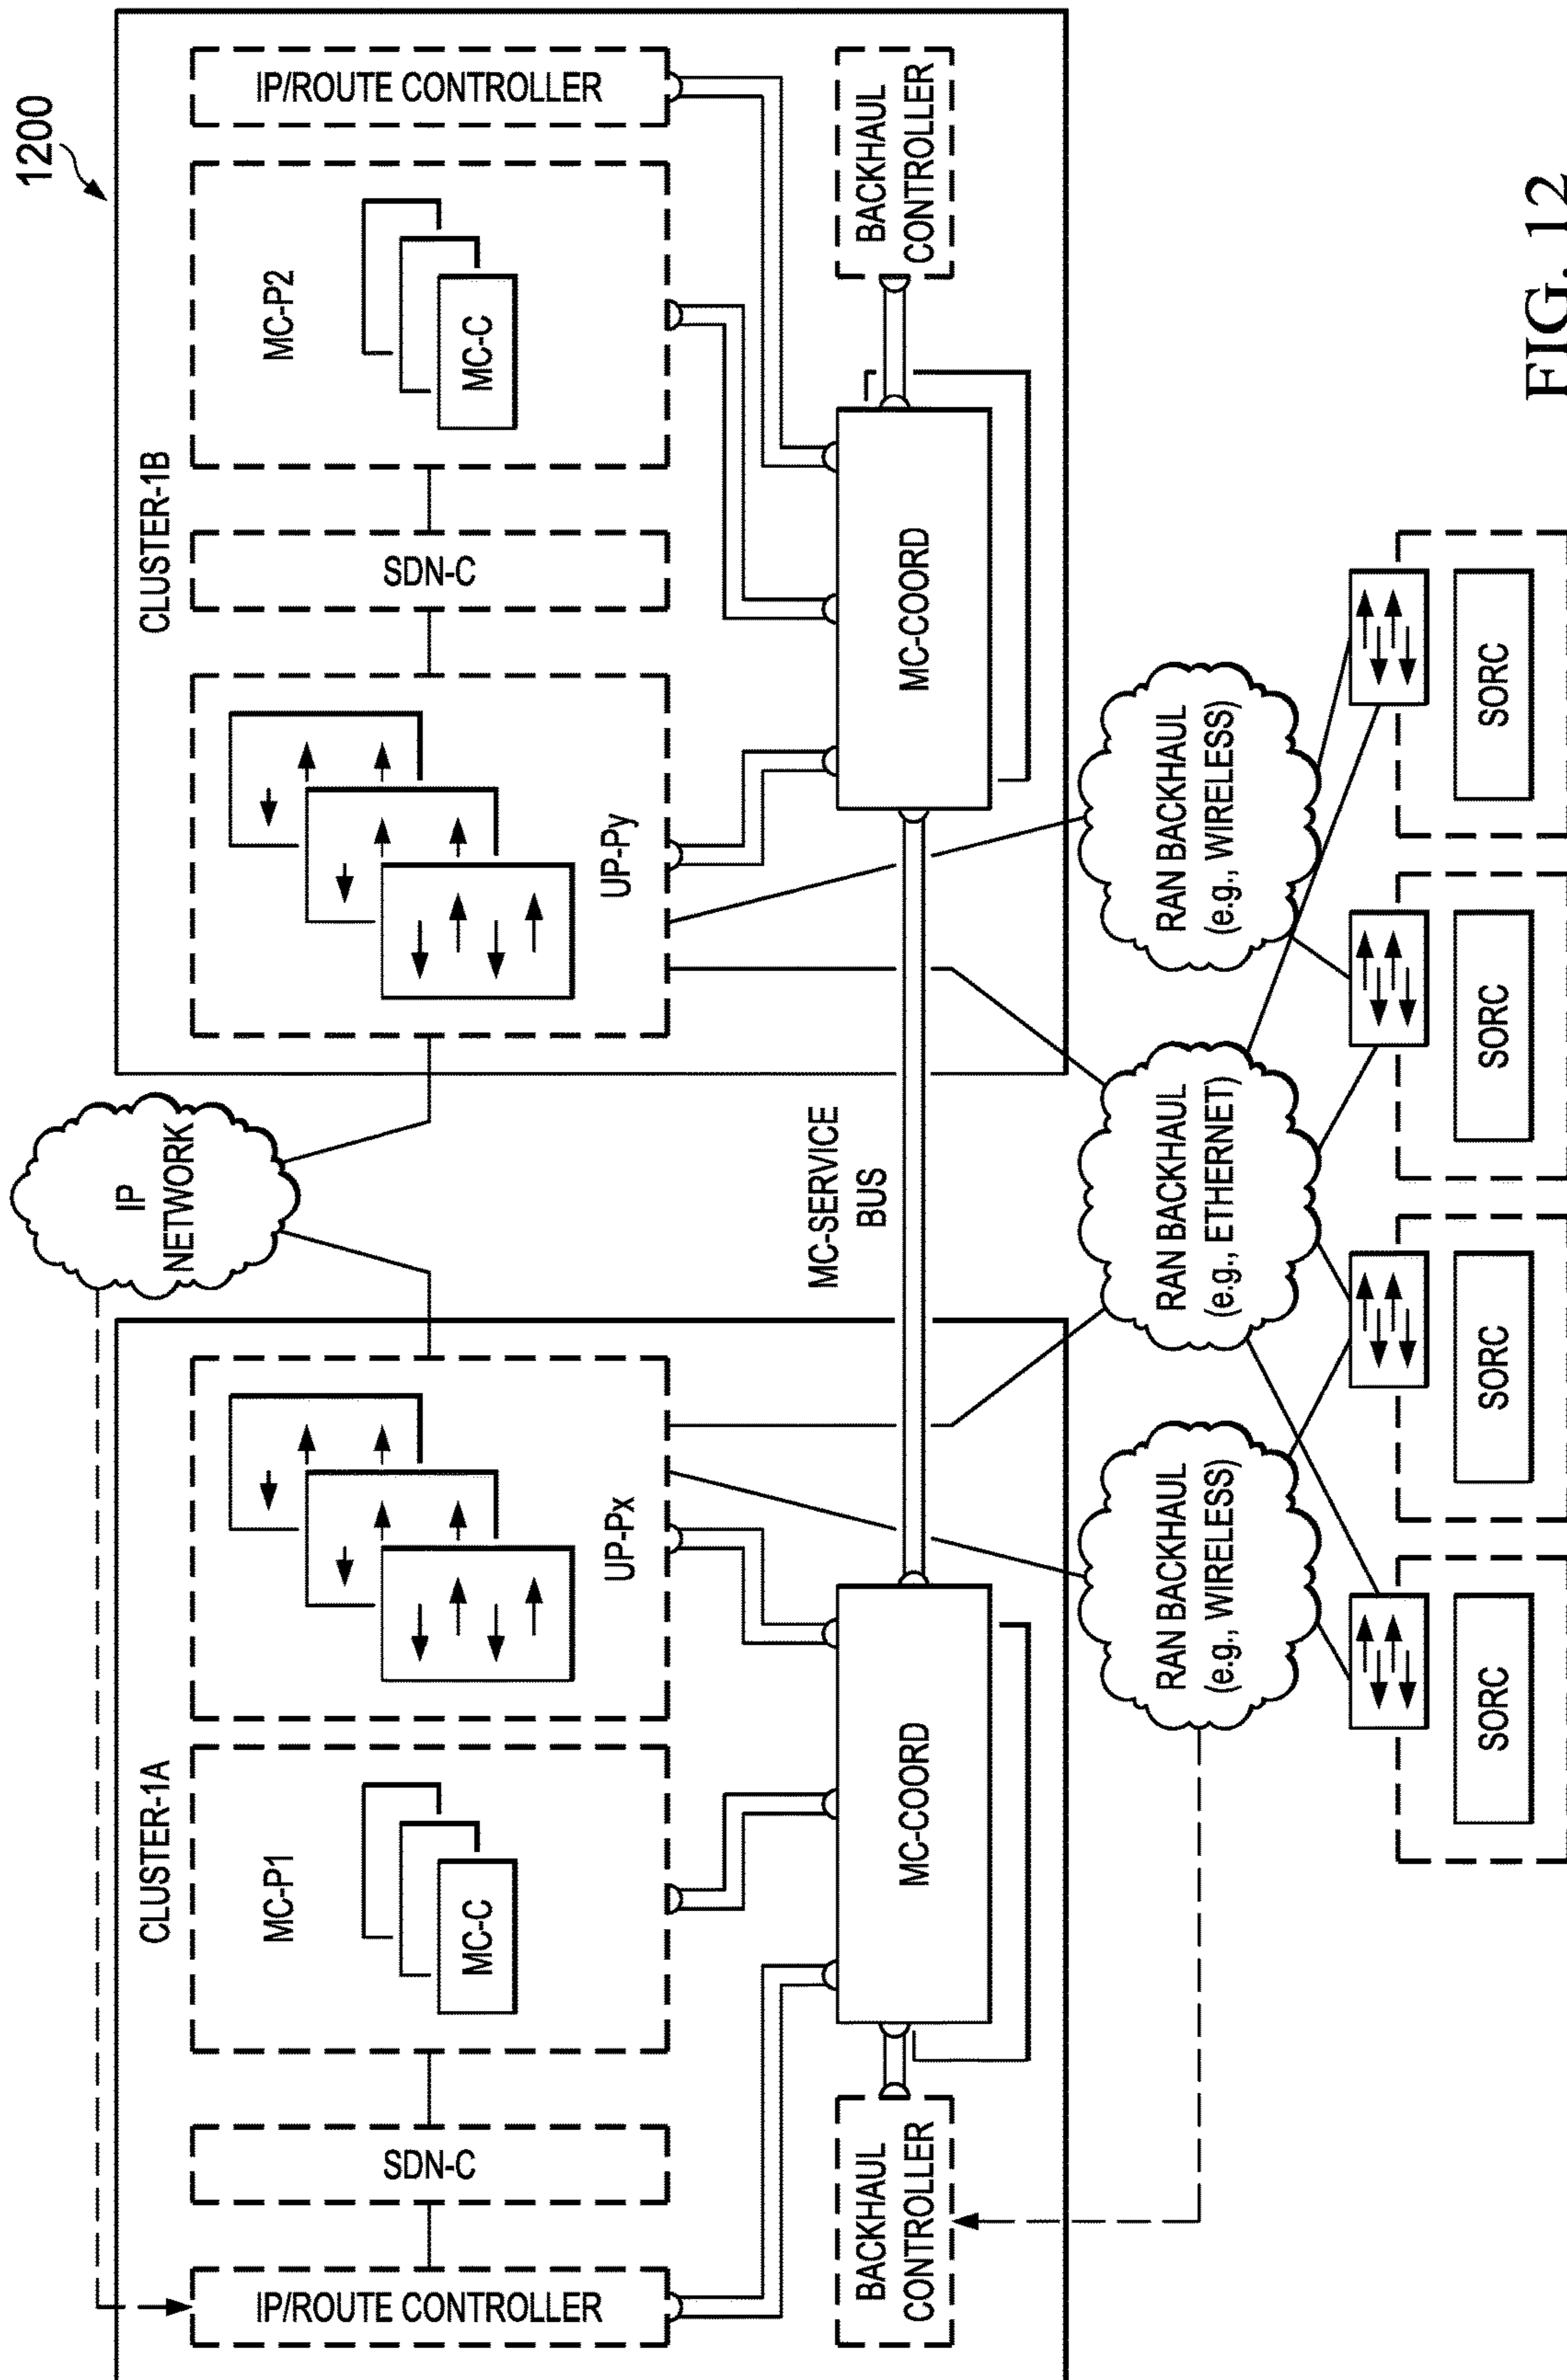 1200
IP
NETWORK
CLUSTER-1A
IP/ROUTE CONTROLLER
SDN-C
MC-P1
MC-C
UP-Px
BACKHAUL
CONTROLLER
MC-COORD
MC-SERVICE
BUS
CLUSTER-1B
UP-Py
SDN-C
MC-P2
MC-C
IP/ROUTE CONTROLLER
MC-COORD
BACKHAUL
CONTROLLER
RAN BACKHAUL
(e.g., WIRELESS)
RAN BACKHAUL
(e.g., ETHERNET)
RAN BACKHAUL
(e.g., WIRELESS)
SORC
SORC
SORC
SORC
FIG. 12